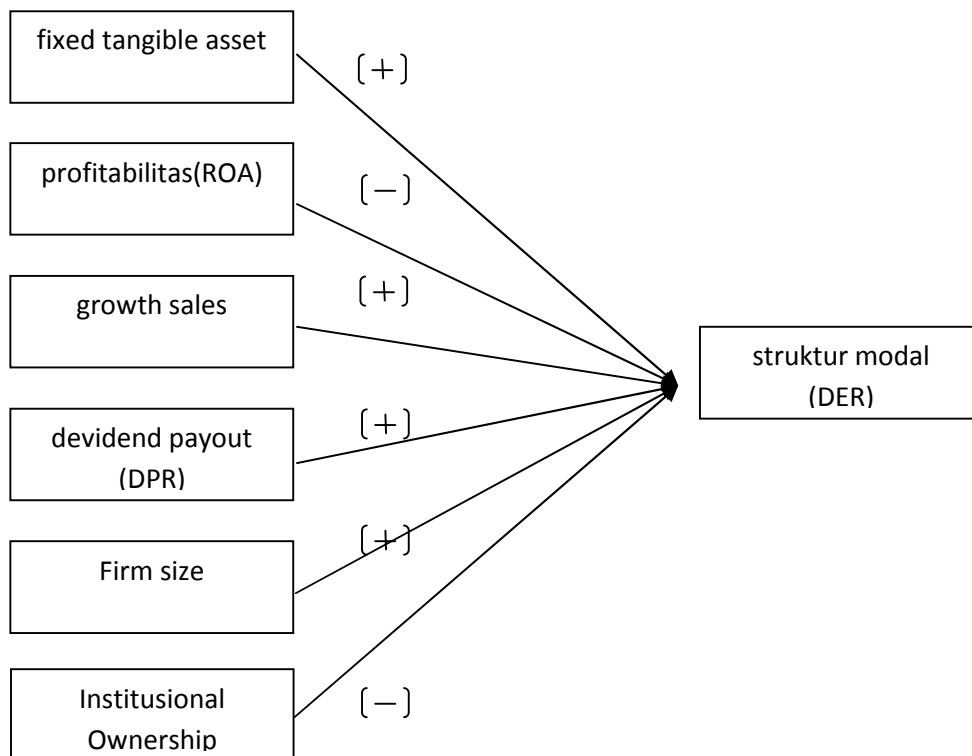 fixed tangible asset
(+)
profitabilitas(ROA)
(−)
growth sales
(+)
struktur modal
(DER)
devidend payout
(DPR)
(+)
Firm size
(+)
Institusional
Ownership
(−)